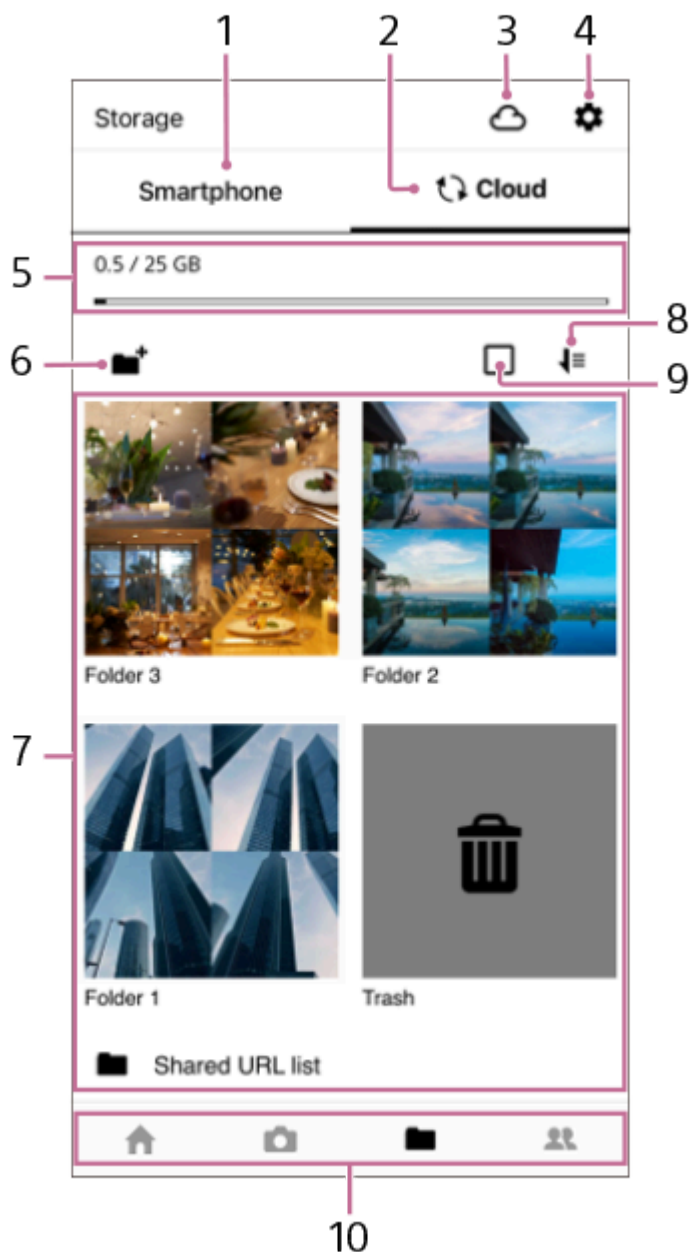 1 2 3 4
Storage
Smartphone Cloud
5
0.5 / 25 GB
8
6
9
Folder 3 Folder 2
7
Folder 1 Trash
Shared URL list
10